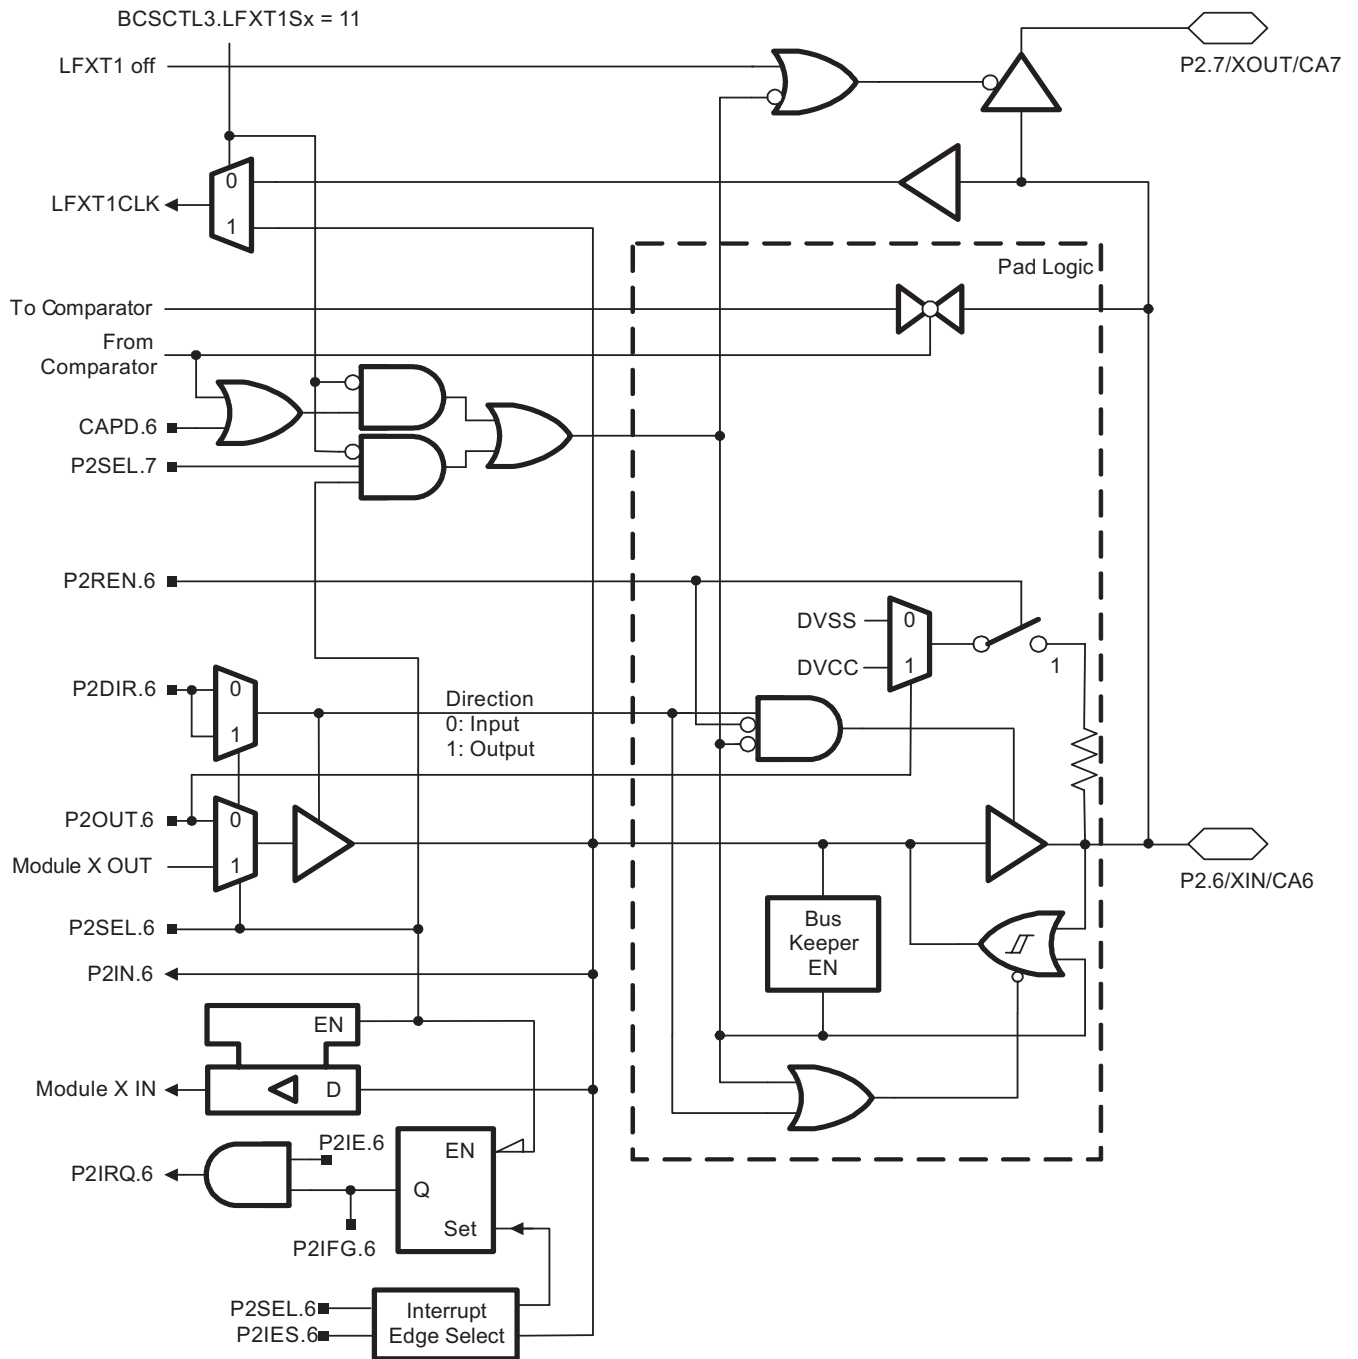 BCSCTL3.LFXT1Sx = 11
LFXT1 off
P2.7/XOUT/CA7
0
LFXT1CLK
1
Pad Logic
To Comparator
From
Comparator
CAPD.6
P2SEL.7
P2REN.6
DVSS
0
DVCC
1
1
P2DIR.6
0
1
Direction
0: Input
1: Output
P2OUT.6
0
Module X OUT
1
P2.6/XIN/CA6
P2SEL.6
Bus
Keeper
EN
P2IN.6
EN
Module X IN
D
P2IE.6
EN
P2IRQ.6
Q
Set
P2IFG.6
P2SEL.6
P2IES.6
Interrupt
Edge Select